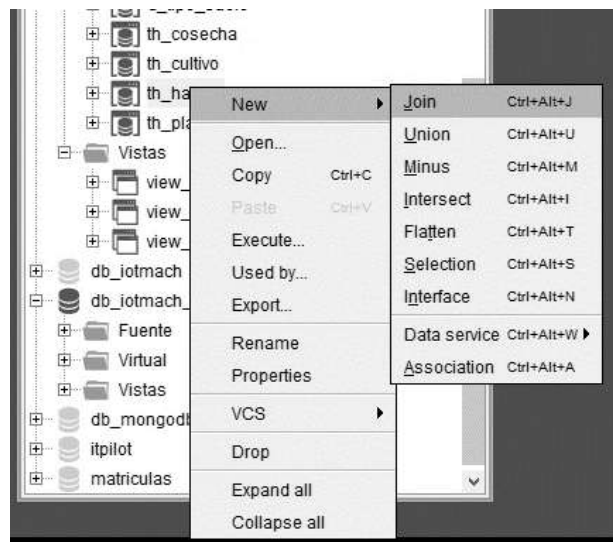 th_cosecha
th_cultivo
th_ha
th_pla
Vistas
view_
view_
view_
db_iotmach
db_iotmach_
Fuente
Virtual
Vistas
db_mongodb
itpilot
matriculas
New
Open...
Copy Ctrl+C
Paste Ctrl+V
Execute...
Used by...
Export...
Rename
Properties
VCS
Drop
Expand all
Collapse all
Join Ctrl+Alt+J
Union Ctrl+Alt+U
Minus Ctrl+Alt+M
Intersect Ctrl+Alt+I
Flatten Ctrl+Alt+T
Selection Ctrl+Alt+S
Interface Ctrl+Alt+N
Data service Ctrl+Alt+W
Association Ctrl+Alt+A